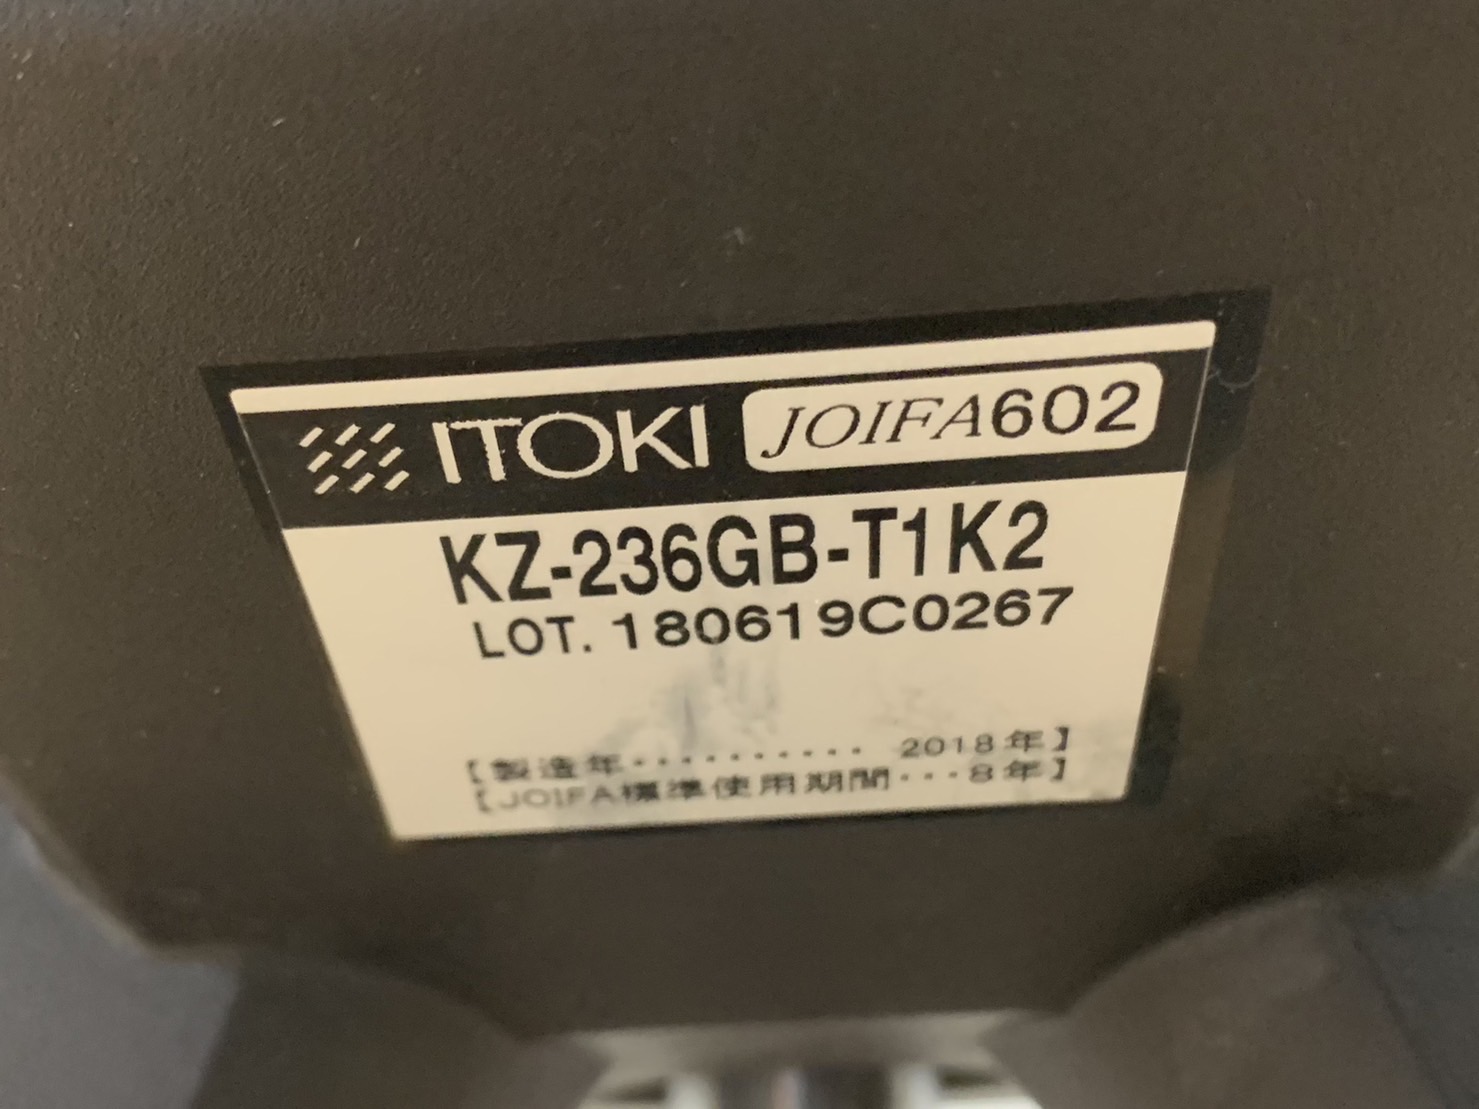 ITOKI JOIFA602
KZ-236GB-T1K2
LOT. 180619C0267
【製造年・・・・・・・・・・ 2018年】
【JOIFA標準使用期間・・・8年】